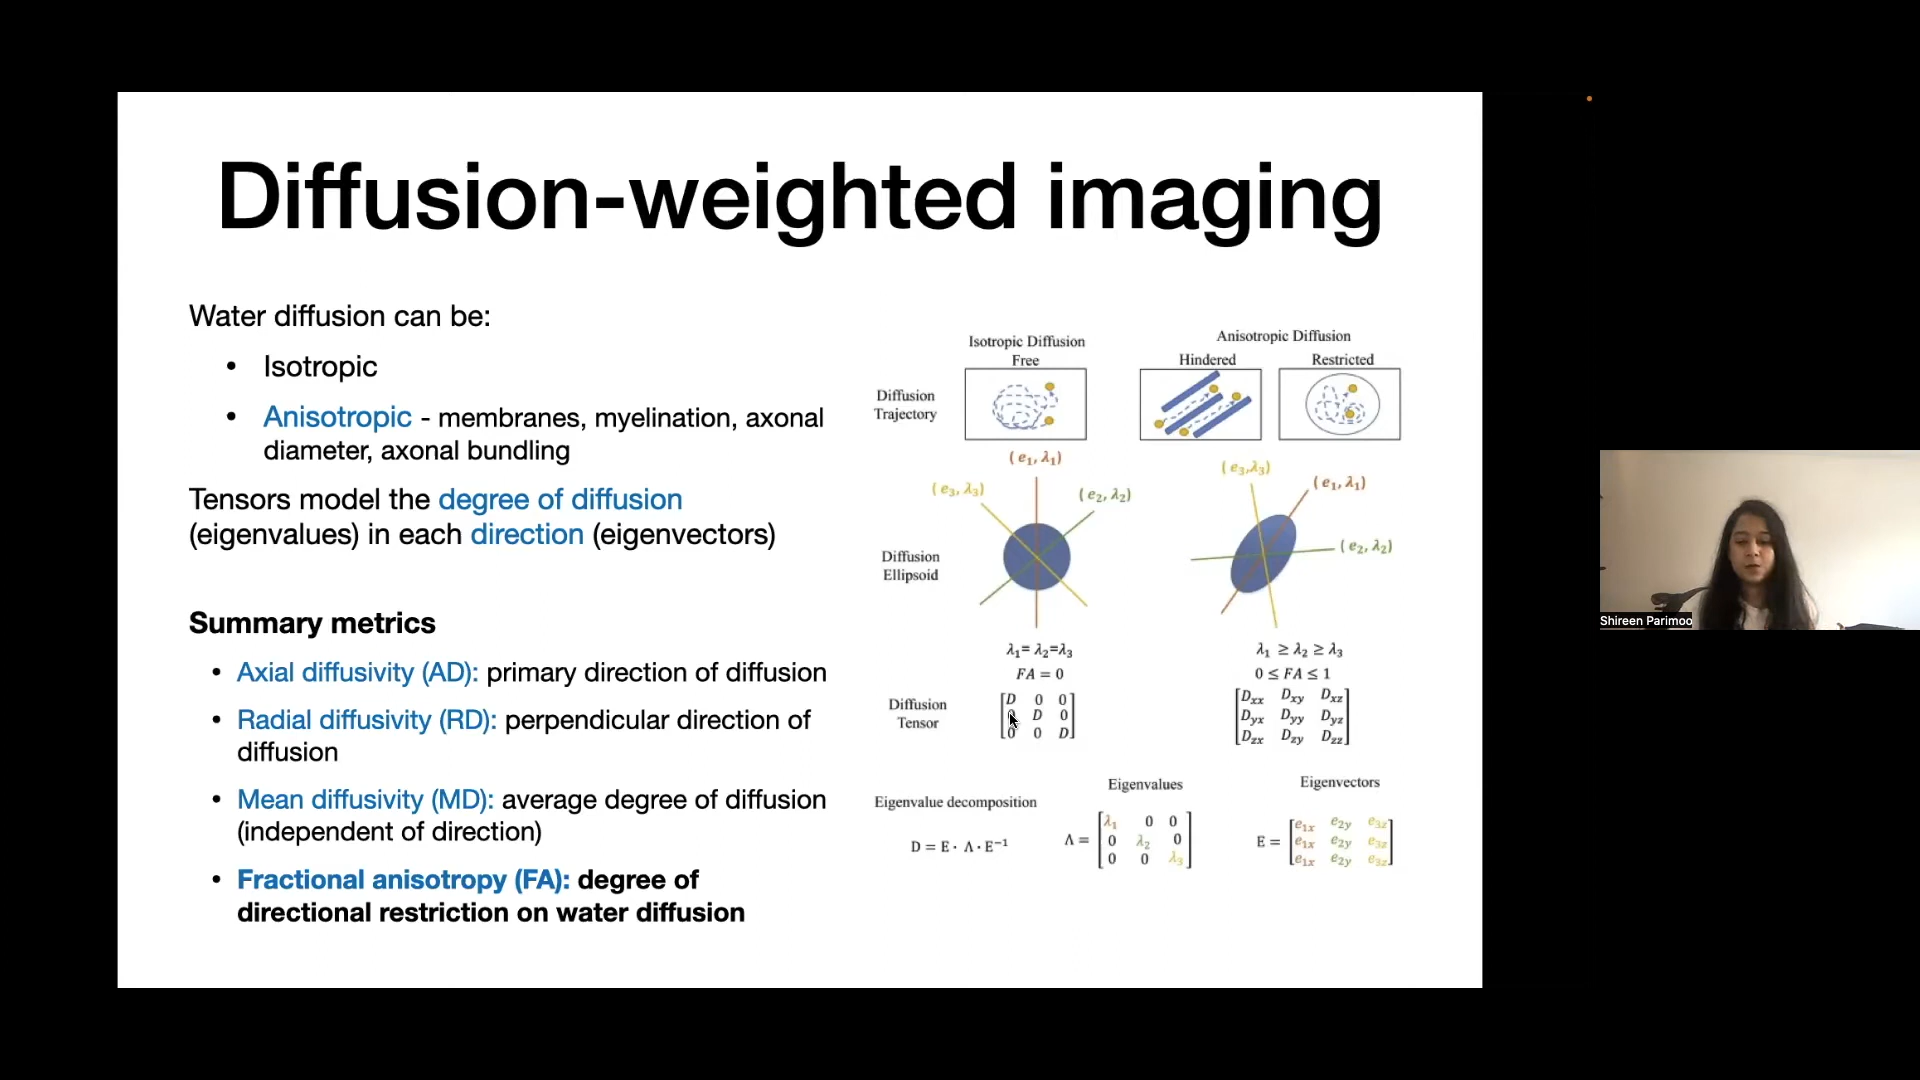 Diffusion-weighted imaging
Water diffusion can be:
• Isotropic
• Anisotropic - membranes, myelination, axonal
diameter, axonal bundling
Tensors model the degree of diffusion
(eigenvalues) in each direction (eigenvectors)
Summary metrics
• Axial diffusivity (AD): primary direction of diffusion
• Radial diffusivity (RD): perpendicular direction of
diffusion
• Mean diffusivity (MD): average degree of diffusion
(independent of direction)
• Fractional anisotropy (FA): degree of
directional restriction on water diffusion
Isotropic Diffusion
Free
Anisotropic Diffusion
Hindered
Restricted
Diffusion
Trajectory
(e₁, λ₁)
(e₃, λ₃)
(e₂, λ₂)
(e₃,λ₃)
(e₁, λ₁)
(e₂, λ₂)
Diffusion
Ellipsoid
λ₁= λ₂=λ₃
FA = 0
λ₁ ≥ λ₂ ≥ λ₃
0 ≤ FA ≤ 1
Diffusion
Tensor
D 0 0
D 0
0 0 D
Dxx Dxy Dxz
Dyx Dyy Dyz
Dzx Dzy Dzz
Eigenvalue decomposition
D = E · Λ · E⁻¹
Eigenvalues
Λ =
λ₁ 0 0
0 λ₂ 0
0 0 λ₃
Eigenvectors
E =
e1x e2y e3z
e1x e2y e3z
e1x e2y e3z
Shireen Parimoo